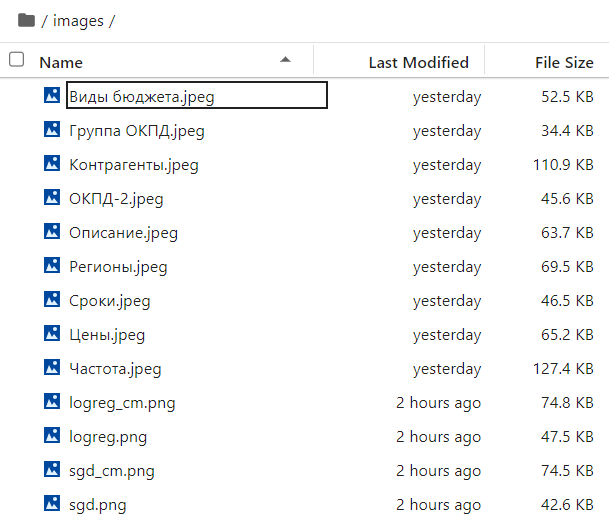 / images /
Name Last Modified File Size
Виды бюджета.jpeg yesterday 52.5 KB
Группа ОКПД.jpeg yesterday 34.4 KB
Контрагенты.jpeg yesterday 110.9 KB
ОКПД-2.jpeg yesterday 45.6 KB
Описание.jpeg yesterday 63.7 KB
Регионы.jpeg yesterday 69.5 KB
Сроки.jpeg yesterday 46.5 KB
Цены.jpeg yesterday 65.2 KB
Частота.jpeg yesterday 127.4 KB
logreg_cm.png 2 hours ago 74.8 KB
logreg.png 2 hours ago 47.5 KB
sgd_cm.png 2 hours ago 74.5 KB
sgd.png 2 hours ago 42.6 KB